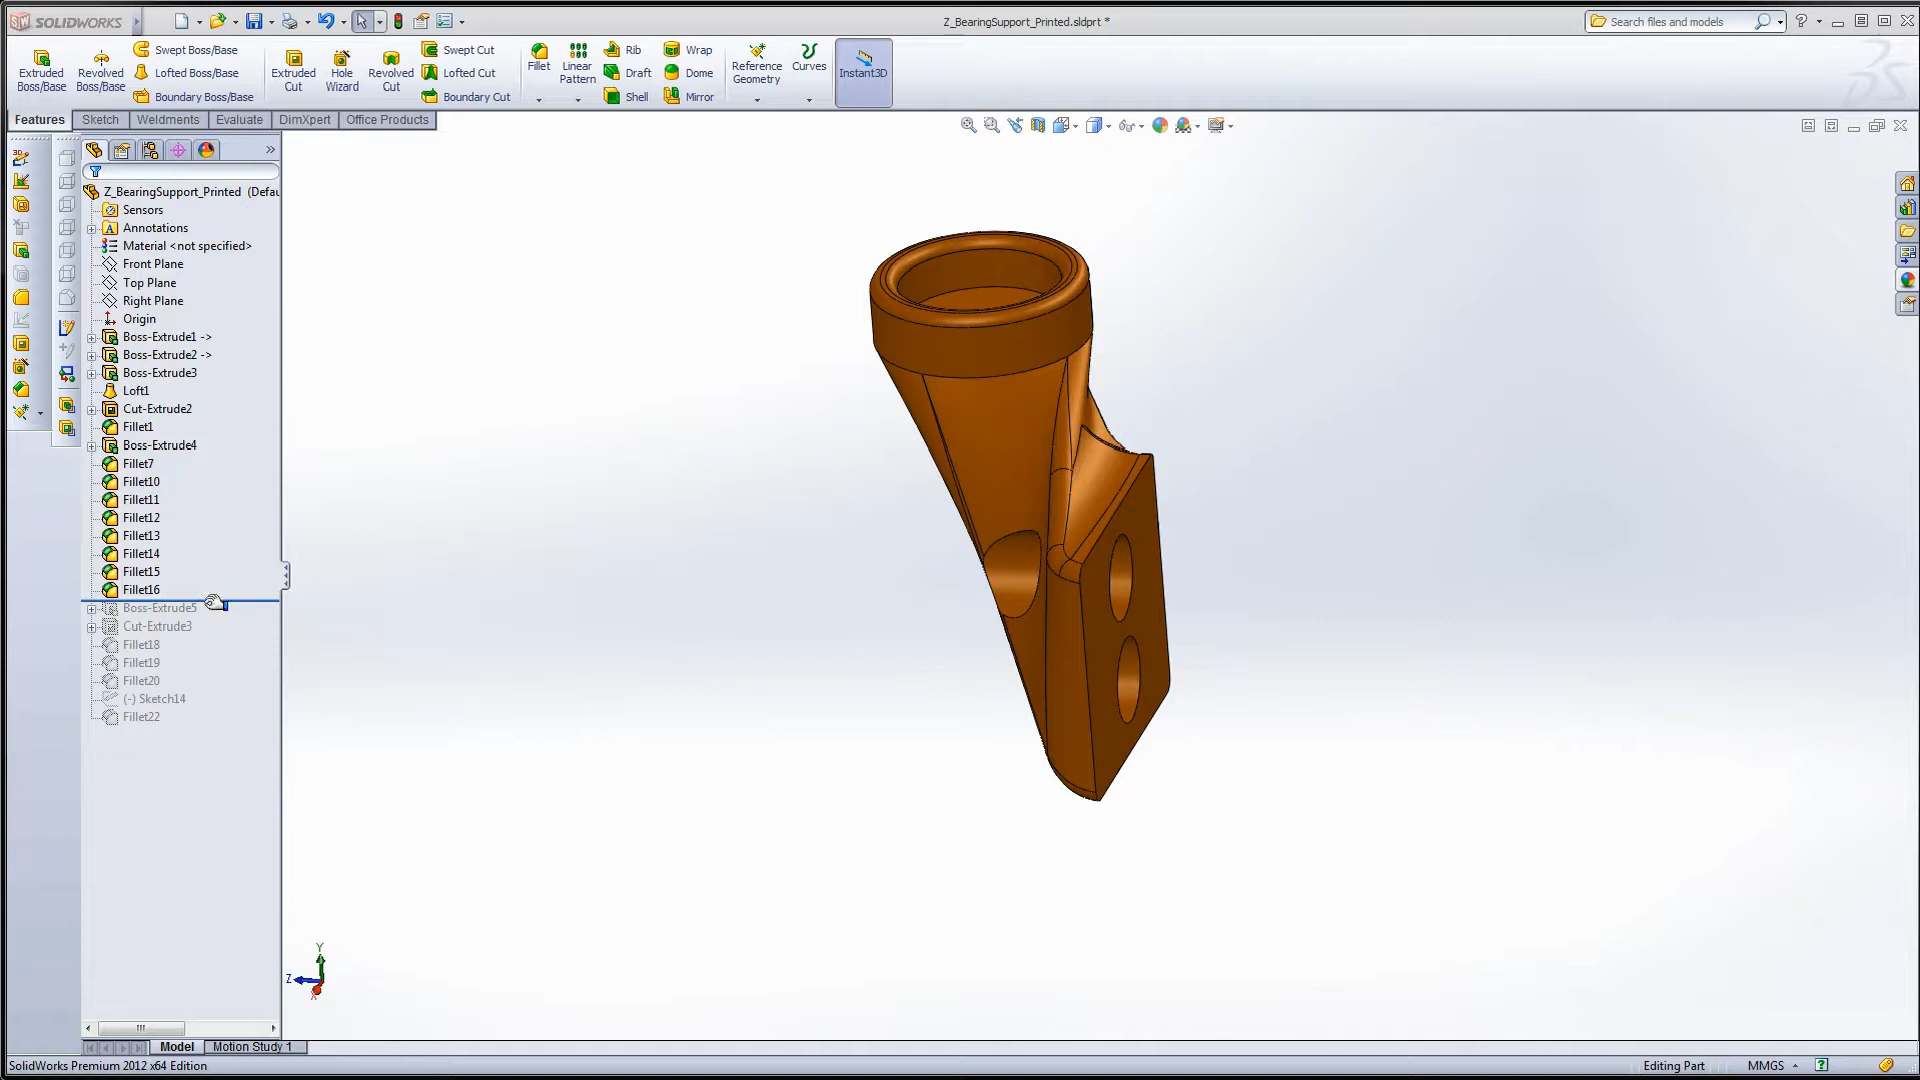 SOLIDWORKS
Z_BearingSupport_Printed.sldprt *
Search files and models
Extruded Boss/Base
Revolved Boss/Base
Swept Boss/Base
Lofted Boss/Base
Boundary Boss/Base
Extruded Cut
Hole Wizard
Revolved Cut
Swept Cut
Lofted Cut
Boundary Cut
Fillet
Linear Pattern
Rib
Draft
Shell
Wrap
Dome
Mirror
Reference Geometry
Curves
Instant3D
Features
Sketch
Weldments
Evaluate
DimXpert
Office Products
Z_BearingSupport_Printed (Defau
Sensors
Annotations
Material <not specified>
Front Plane
Top Plane
Right Plane
Origin
Boss-Extrude1 ->
Boss-Extrude2 ->
Boss-Extrude3
Loft1
Cut-Extrude2
Fillet1
Boss-Extrude4
Fillet7
Fillet10
Fillet11
Fillet12
Fillet13
Fillet14
Fillet15
Fillet16
Boss-Extrude5
Cut-Extrude3
Fillet18
Fillet19
Fillet20
(-) Sketch14
Fillet22
Y
Z
X
Model
Motion Study 1
SolidWorks Premium 2012 x64 Edition
Editing Part
MMGS